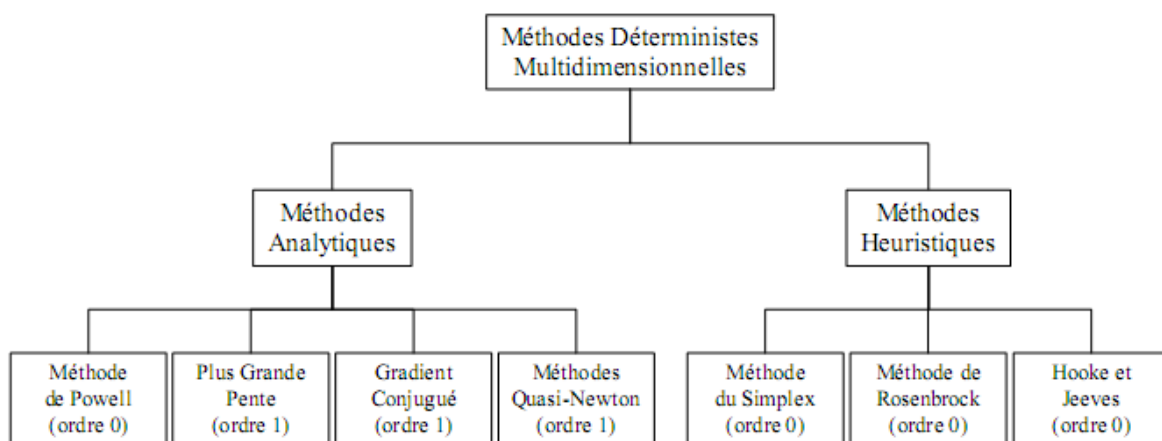 Méthodes Déterministes
Multidimensionnelles
Méthodes
Analytiques
Méthodes
Heuristiques
Méthode
de Powell
(ordre 0)
Plus Grande
Pente
(ordre 1)
Gradient
Conjugué
(ordre 1)
Méthodes
Quasi-Newton
(ordre 1)
Méthode
du Simplex
(ordre 0)
Méthode de
Rosenbrock
(ordre 0)
Hooke et
Jeeves
(ordre 0)